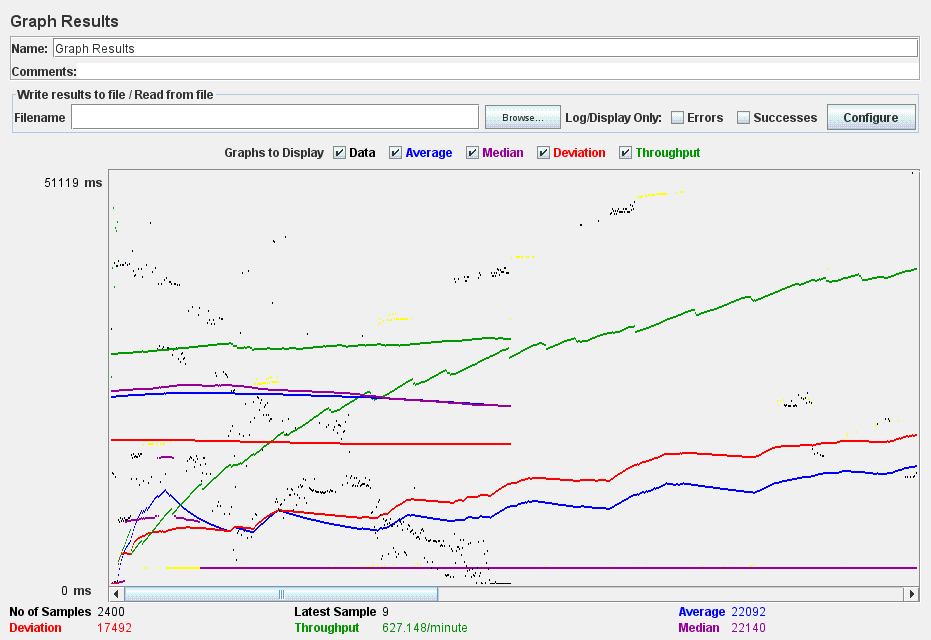 Graph Results
Name: Graph Results
Comments:
Write results to file / Read from file
Filename Browse... Log/Display Only: Errors Successes Configure
Graphs to Display Data Average Median Deviation Throughput
51119 ms
0 ms
No of Samples 2400 Latest Sample 9 Average 22092
Deviation 17492 Throughput 627.148/minute Median 22140